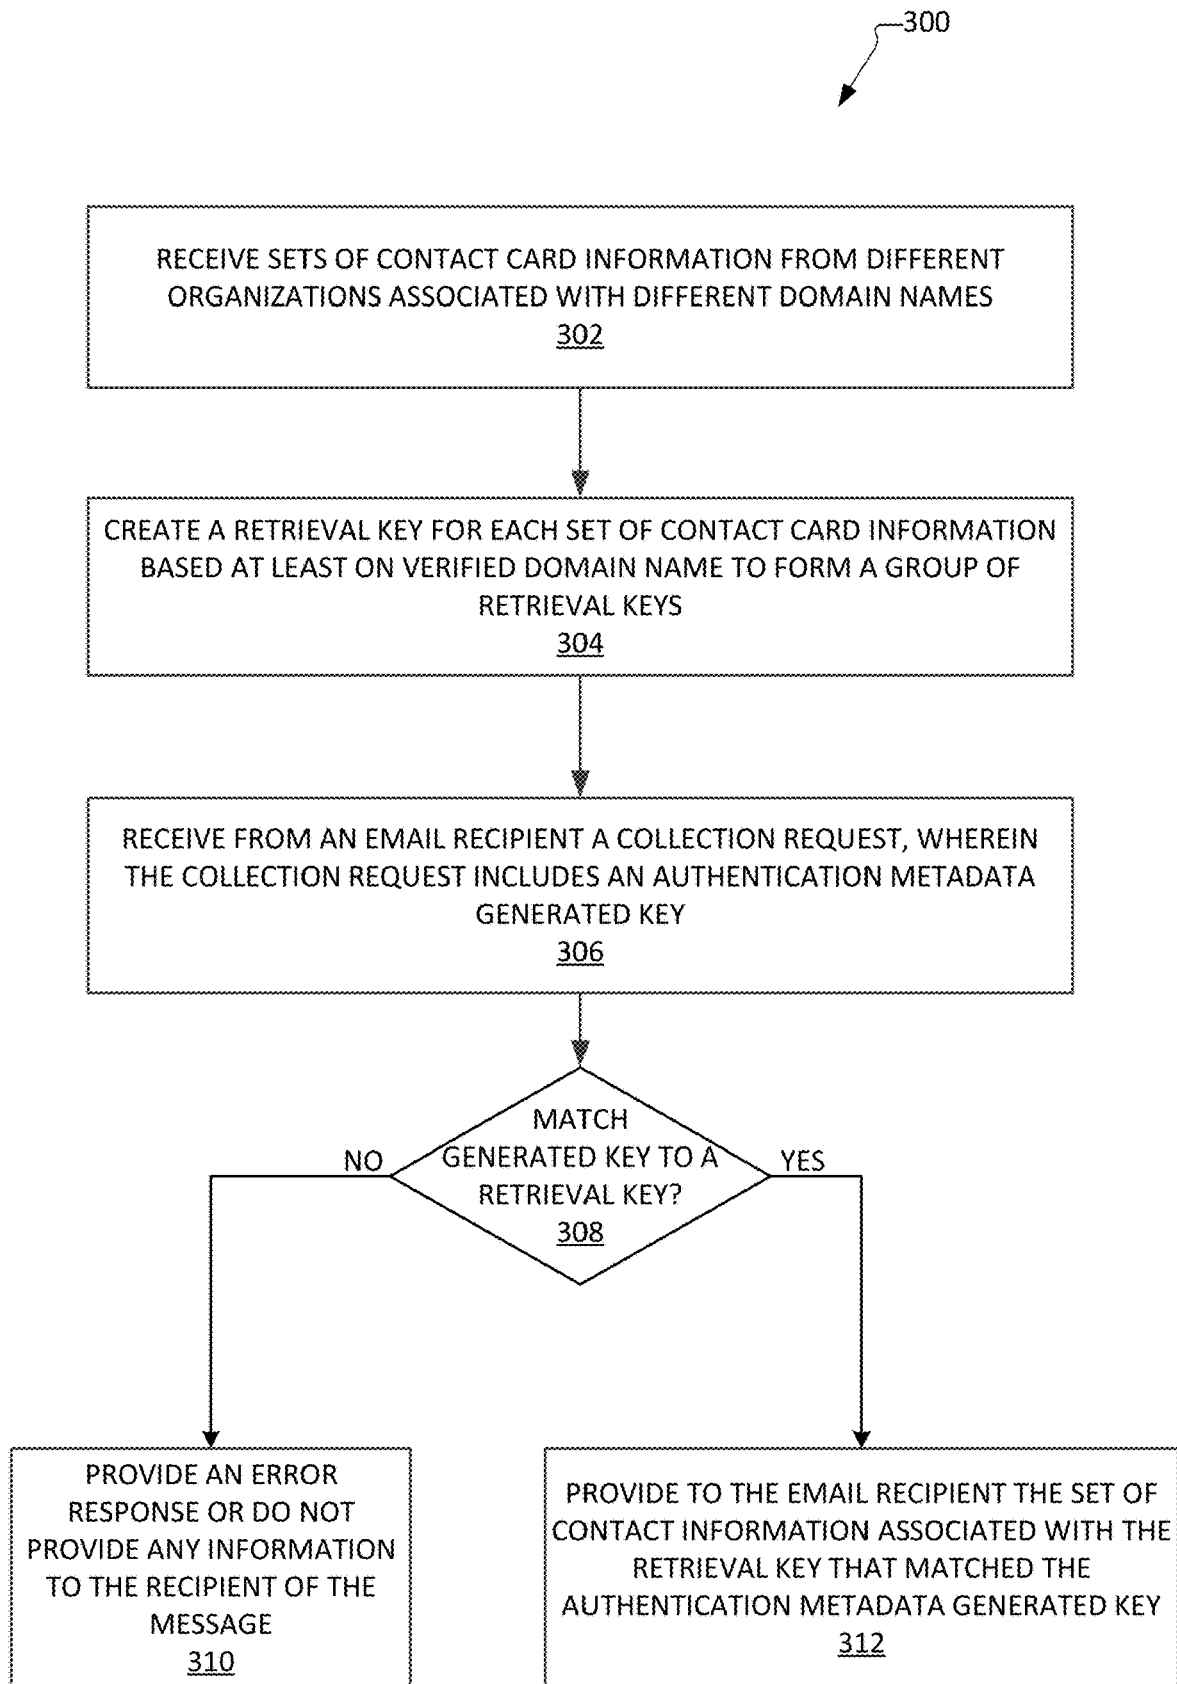 300
RECEIVE SETS OF CONTACT CARD INFORMATION FROM DIFFERENT
ORGANIZATIONS ASSOCIATED WITH DIFFERENT DOMAIN NAMES
302
CREATE A RETRIEVAL KEY FOR EACH SET OF CONTACT CARD INFORMATION
BASED AT LEAST ON VERIFIED DOMAIN NAME TO FORM A GROUP OF
RETRIEVAL KEYS
304
RECEIVE FROM AN EMAIL RECIPIENT A COLLECTION REQUEST, WHEREIN
THE COLLECTION REQUEST INCLUDES AN AUTHENTICATION METADATA
GENERATED KEY
306
MATCH
GENERATED KEY TO A
RETRIEVAL KEY?
308
NO
YES
PROVIDE AN ERROR
RESPONSE OR DO NOT
PROVIDE ANY INFORMATION
TO THE RECIPIENT OF THE
MESSAGE
310
PROVIDE TO THE EMAIL RECIPIENT THE SET OF
CONTACT INFORMATION ASSOCIATED WITH THE
RETRIEVAL KEY THAT MATCHED THE
AUTHENTICATION METADATA GENERATED KEY
312